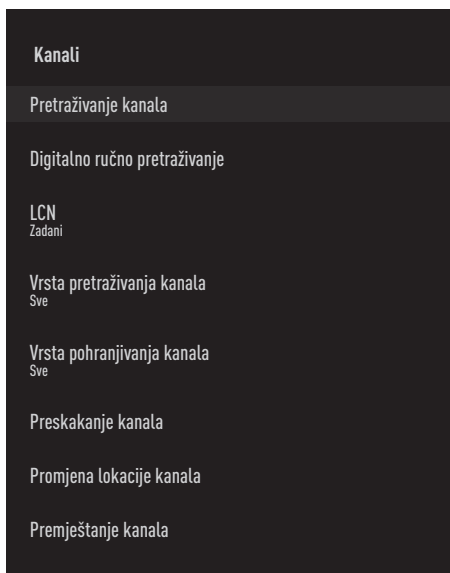 Kanali
Pretraživanje kanala
Digitalno ručno pretraživanje
LCN
Zadani
Vrsta pretraživanja kanala
Sve
Vrsta pohranjivanja kanala
Sve
Preskakanje kanala
Promjena lokacije kanala
Premještanje kanala